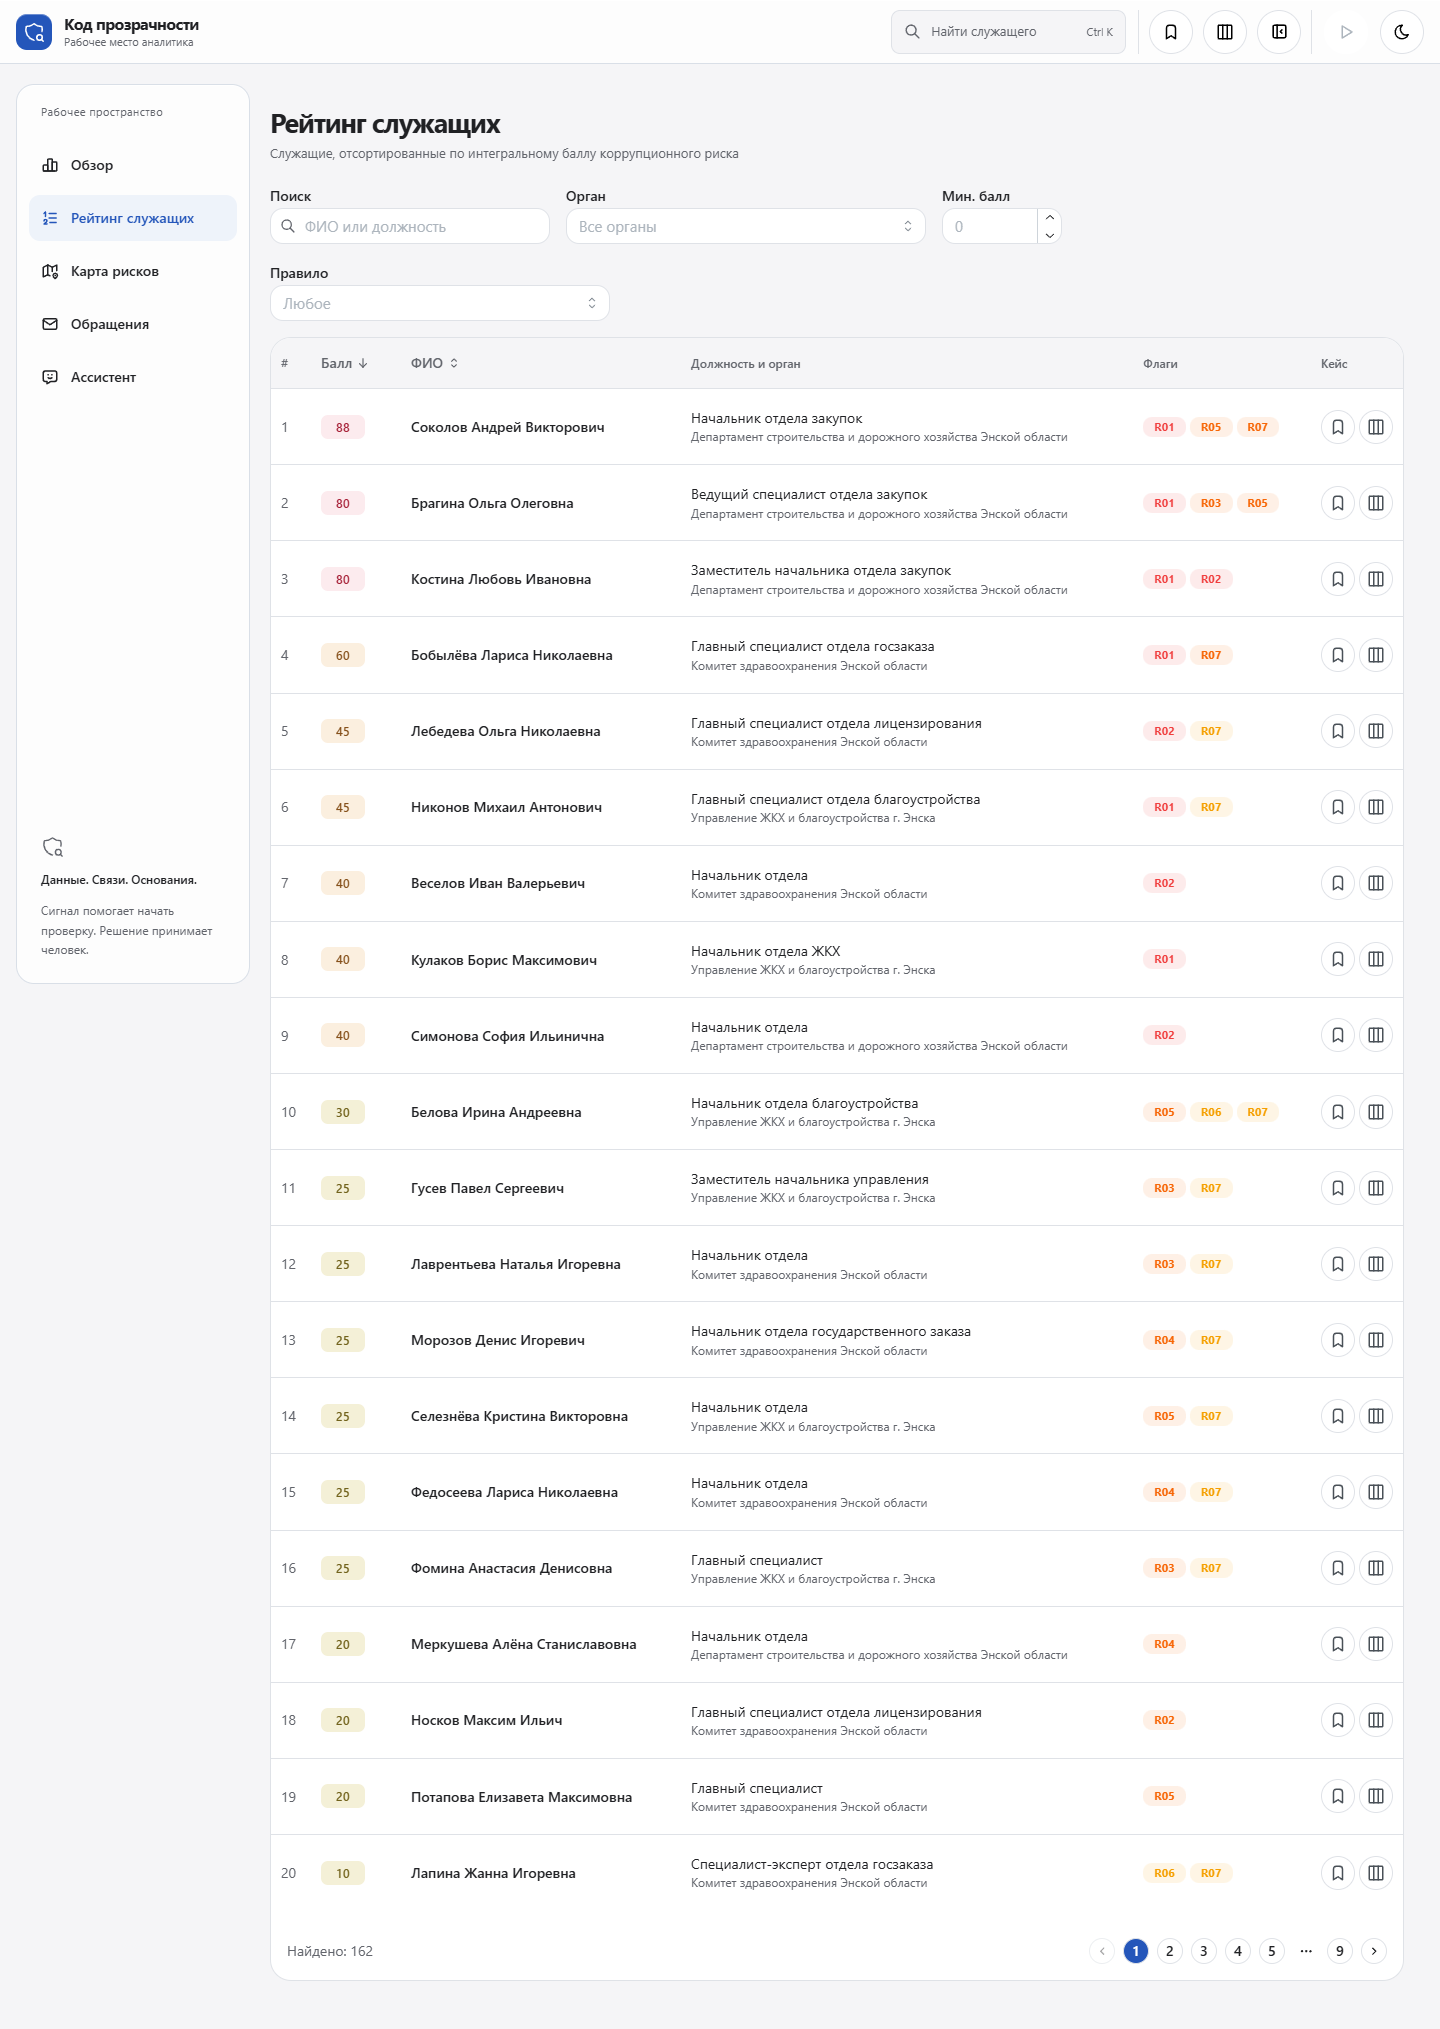 Код прозрачности
Рабочее место аналитика
Найти служащего Ctrl K
Рабочее пространство
Обзор
Рейтинг служащих
Карта рисков
Обращения
Ассистент
Данные. Связи. Основания.
Сигнал помогает начать
проверку. Решение принимает
человек.
Рейтинг служащих
Служащие, отсортированные по интегральному баллу коррупционного риска
Поиск Орган Мин. балл
ФИО или должность Все органы 0
Правило
Любое
# Балл ФИО Должность и орган Флаги Кейс
1 88 Соколов Андрей Викторович Начальник отдела закупок R01 R05 R07
Департамент строительства и дорожного хозяйства Энской области
2 80 Брагина Ольга Олеговна Ведущий специалист отдела закупок R01 R03 R05
Департамент строительства и дорожного хозяйства Энской области
3 80 Костина Любовь Ивановна Заместитель начальника отдела закупок R01 R02
Департамент строительства и дорожного хозяйства Энской области
4 60 Бобылёва Лариса Николаевна Главный специалист отдела госзаказа R01 R07
Комитет здравоохранения Энской области
5 45 Лебедева Ольга Николаевна Главный специалист отдела лицензирования R02 R07
Комитет здравоохранения Энской области
6 45 Никонов Михаил Антонович Главный специалист отдела благоустройства R01 R07
Управление ЖКХ и благоустройства г. Энска
7 40 Веселов Иван Валерьевич Начальник отдела R02
Комитет здравоохранения Энской области
8 40 Кулаков Борис Максимович Начальник отдела ЖКХ R01
Управление ЖКХ и благоустройства г. Энска
9 40 Симонова София Ильинична Начальник отдела R02
Департамент строительства и дорожного хозяйства Энской области
10 30 Белова Ирина Андреевна Начальник отдела благоустройства R05 R06 R07
Управление ЖКХ и благоустройства г. Энска
11 25 Гусев Павел Сергеевич Заместитель начальника управления R03 R07
Управление ЖКХ и благоустройства г. Энска
12 25 Лаврентьева Наталья Игоревна Начальник отдела R03 R07
Комитет здравоохранения Энской области
13 25 Морозов Денис Игоревич Начальник отдела государственного заказа R04 R07
Комитет здравоохранения Энской области
14 25 Селезнёва Кристина Викторовна Начальник отдела R05 R07
Управление ЖКХ и благоустройства г. Энска
15 25 Федосеева Лариса Николаевна Начальник отдела R04 R07
Комитет здравоохранения Энской области
16 25 Фомина Анастасия Денисовна Главный специалист R03 R07
Управление ЖКХ и благоустройства г. Энска
17 20 Меркушева Алёна Станиславовна Начальник отдела R04
Департамент строительства и дорожного хозяйства Энской области
18 20 Носков Максим Ильич Главный специалист отдела лицензирования R02
Комитет здравоохранения Энской области
19 20 Потапова Елизавета Максимовна Главный специалист R05
Комитет здравоохранения Энской области
20 10 Лапина Жанна Игоревна Специалист-эксперт отдела госзаказа R06 R07
Комитет здравоохранения Энской области
Найдено: 162 1 2 3 4 5 ... 9